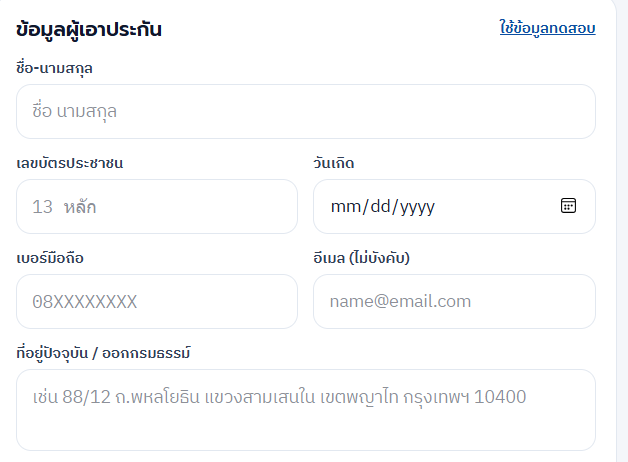 ข้อมูลผู้เอาประกัน ใช้ข้อมูลทดสอบ
ชื่อ-นามสกุล
ชื่อ นามสกุล
เลขบัตรประชาชน วันเกิด
13 หลัก mm/dd/yyyy
เบอร์มือถือ อีเมล (ไม่บังคับ)
08XXXXXXXX name@email.com
ที่อยู่ปัจจุบัน / ออกกรมธรรม์
เช่น 88/12 ถ.พหลโยธิน แขวงสามเสนใน เขตพญาไท กรุงเทพฯ 10400